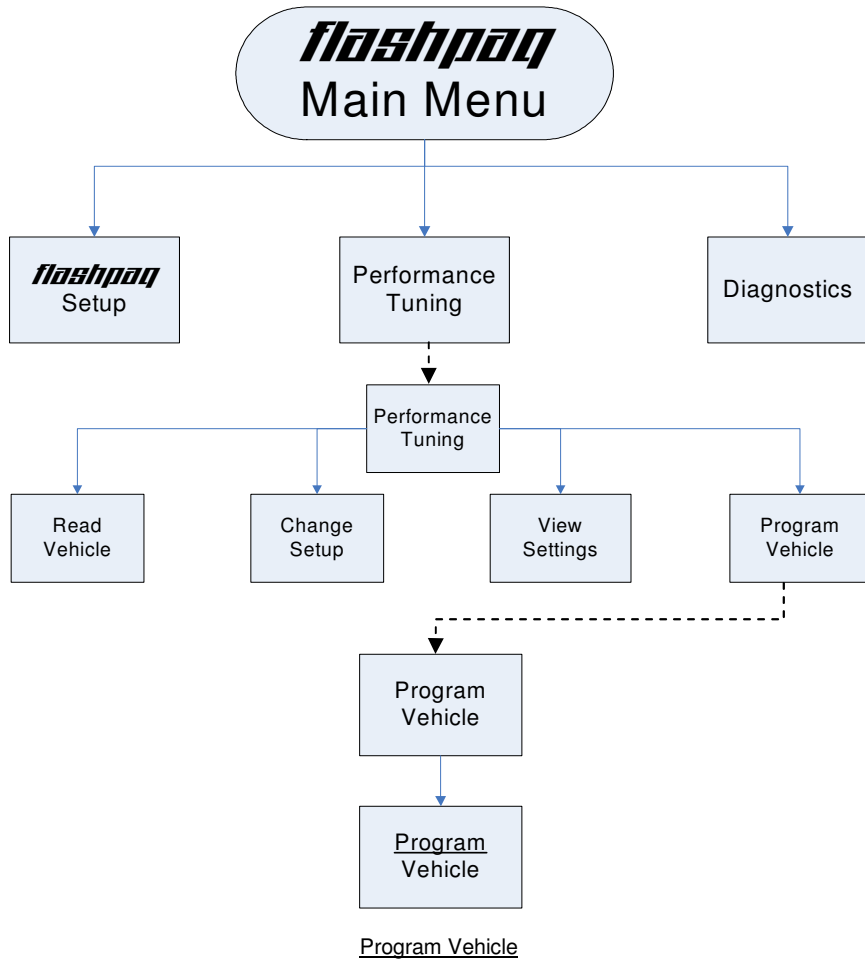 flashpaq
Main Menu
flashpaq
Setup
Performance
Tuning
Diagnostics
Performance
Tuning
Read
Vehicle
Change
Setup
View
Settings
Program
Vehicle
Program
Vehicle
Program
Vehicle
Program Vehicle